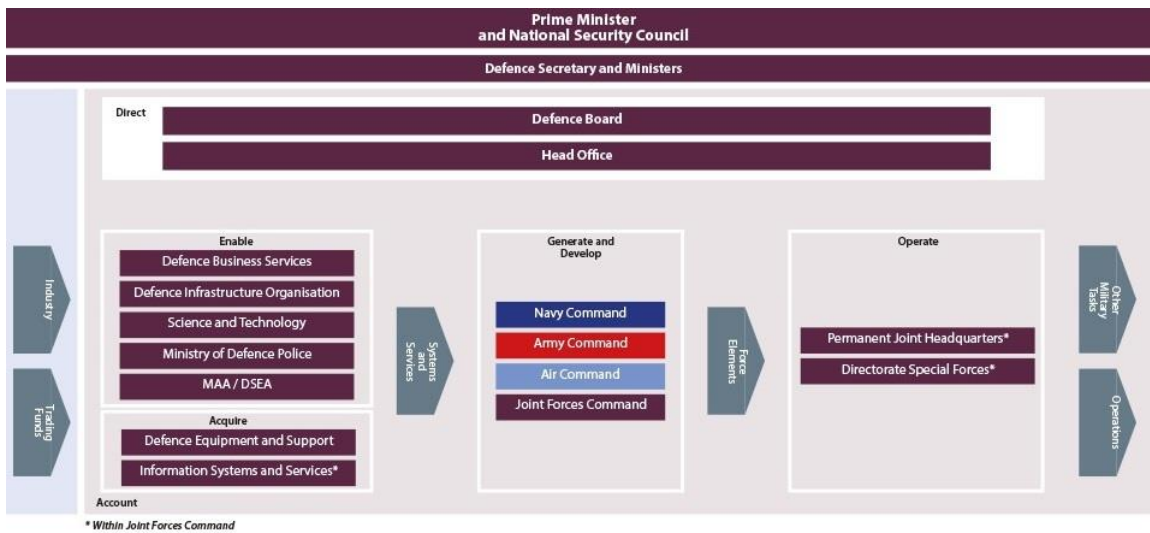 Prime Minister
and National Security Council
Defence Secretary and Ministers
Direct
Defence Board
Head Office
Industry
Trading
Funds
Enable
Defence Business Services
Defence Infrastructure Organisation
Science and Technology
Ministry of Defence Police
MAA / DSEA
Acquire
Defence Equipment and Support
Information Systems and Services*
Systems
and
Services
Generate and
Develop
Navy Command
Army Command
Air Command
Joint Forces Command
Force
Elements
Operate
Permanent Joint Headquarters*
Directorate Special Forces*
Other
Military
Tasks
Operations
Account
* Within Joint Forces Command